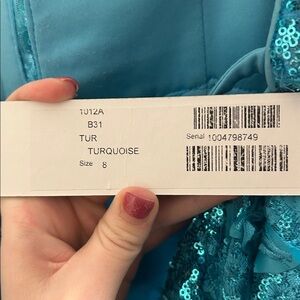 1012A
B31
TUR
Serial 1004798749
TURQUOISE
Size 8